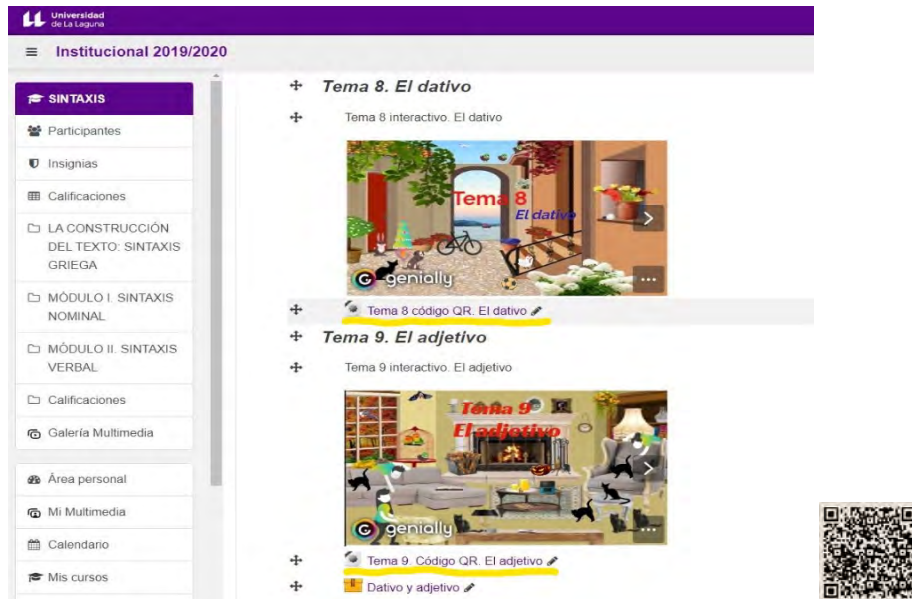 Universidad
de La Laguna
Institucional 2019/2020
SINTAXIS
Participantes
Insignias
Calificaciones
LA CONSTRUCCIÓN
DEL TEXTO: SINTAXIS
GRIEGA
MÓDULO I. SINTAXIS
NOMINAL
MÓDULO II. SINTAXIS
VERBAL
Calificaciones
Galería Multimedia
Área personal
Mi Multimedia
Calendario
Mis cursos
Tema 8. El dativo
Tema 8 interactivo. El dativo
Tema 8
El dativo
genially
Tema 8 código QR. El dativo
Tema 9. El adjetivo
Tema 9 interactivo. El adjetivo
Tema 9
El adjetivo
genially
Tema 9. Código QR. El adjetivo
Dativo y adjetivo